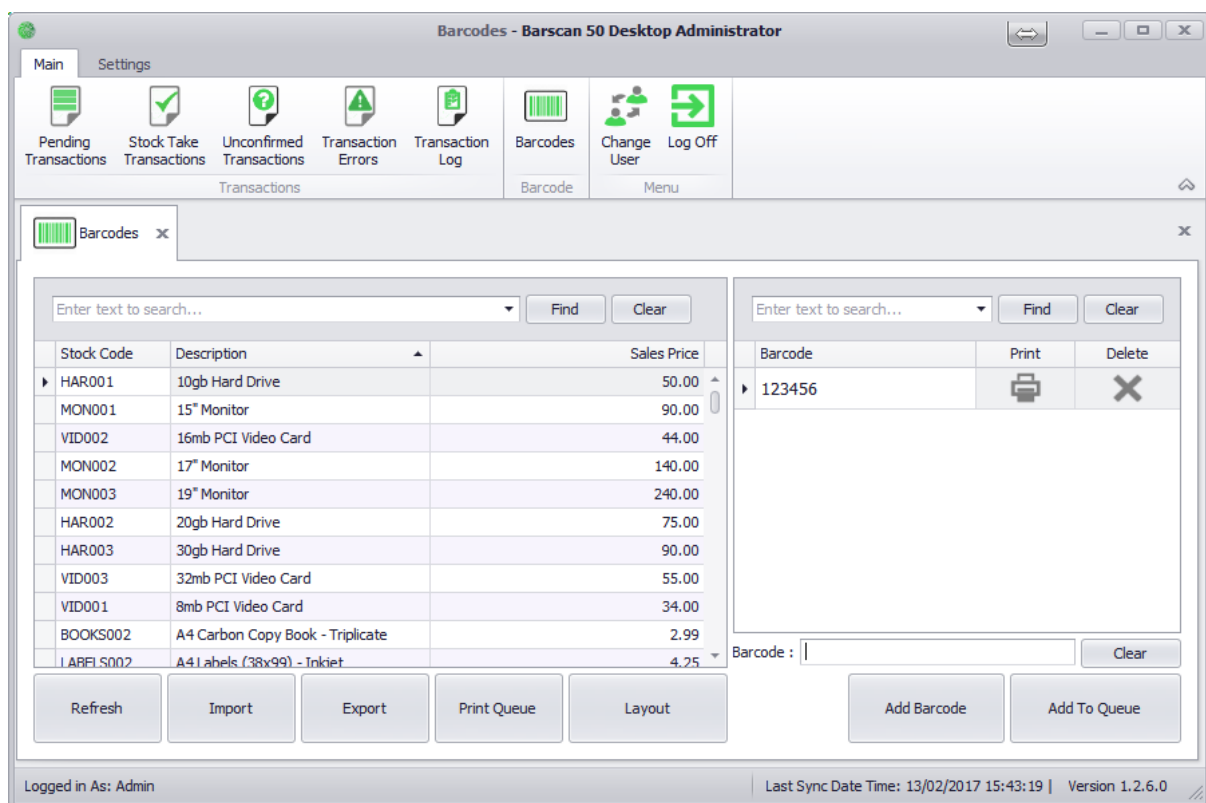 Barcodes - Barscan 50 Desktop Administrator
Main Settings
Pending Transactions Stock Take Transactions Unconfirmed Transactions Transaction Errors Transaction Log Barcodes Change User Log Off
Transactions Barcode Menu
Barcodes
Enter text to search... Find Clear Enter text to search... Find Clear
Stock Code Description Sales Price Barcode Print Delete
HAR001 10gb Hard Drive 50.00 123456
MON001 15" Monitor 90.00
VID002 16mb PCI Video Card 44.00
MON002 17" Monitor 140.00
MON003 19" Monitor 240.00
HAR002 20gb Hard Drive 75.00
HAR003 30gb Hard Drive 90.00
VID003 32mb PCI Video Card 55.00
VID001 8mb PCI Video Card 34.00
BOOKS002 A4 Carbon Copy Book - Triplicate 2.99
LABELS002 A4 Labels (38x99) - Inkjet 4.25
Barcode : Clear
Refresh Import Export Print Queue Layout Add Barcode Add To Queue
Logged in As: Admin Last Sync Date Time: 13/02/2017 15:43:19 | Version 1.2.6.0